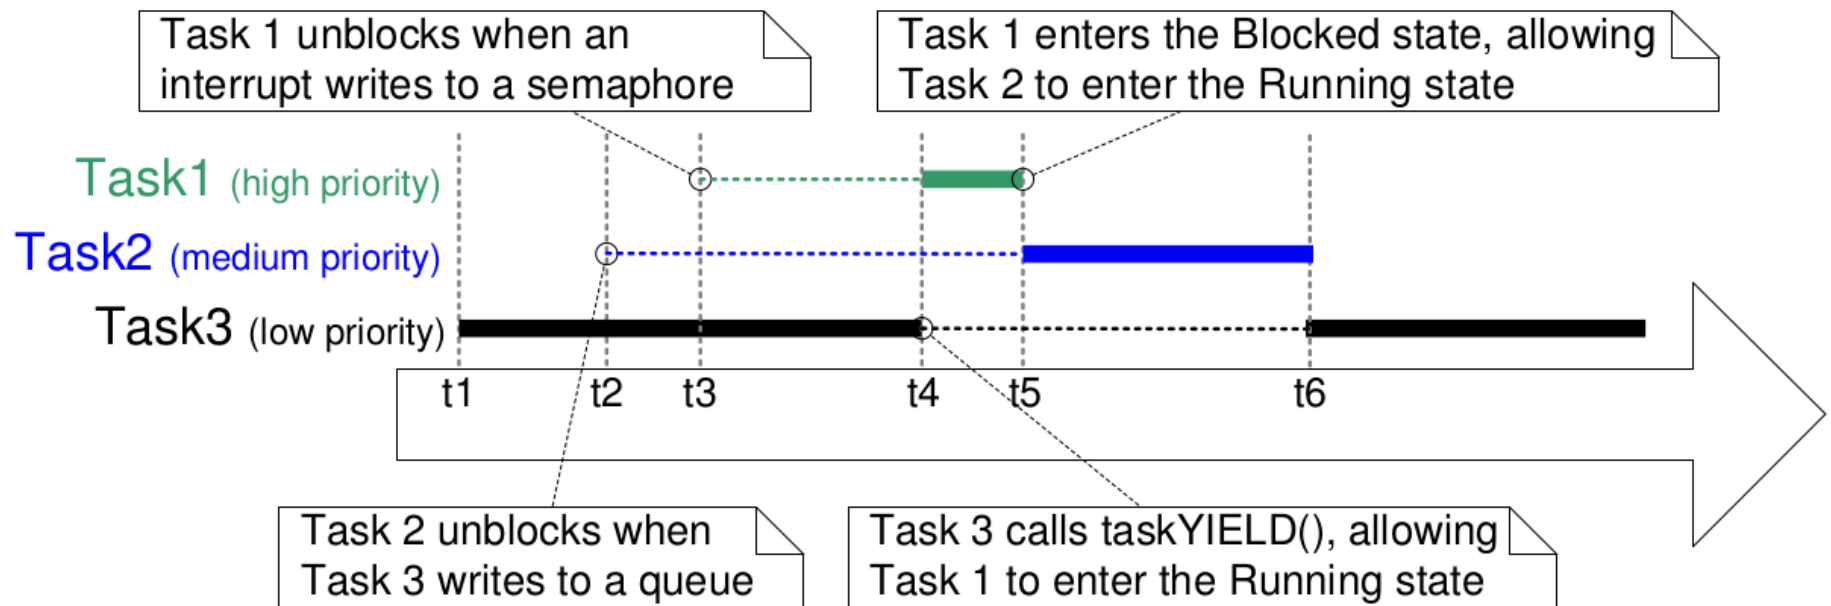 Task 1 unblocks when an
interrupt writes to a semaphore
Task 1 enters the Blocked state, allowing
Task 2 to enter the Running state
Task1 (high priority)
Task2 (medium priority)
Task3 (low priority)
t1 t2 t3 t4 t5 t6
Task 2 unblocks when
Task 3 writes to a queue
Task 3 calls taskYIELD(), allowing
Task 1 to enter the Running state